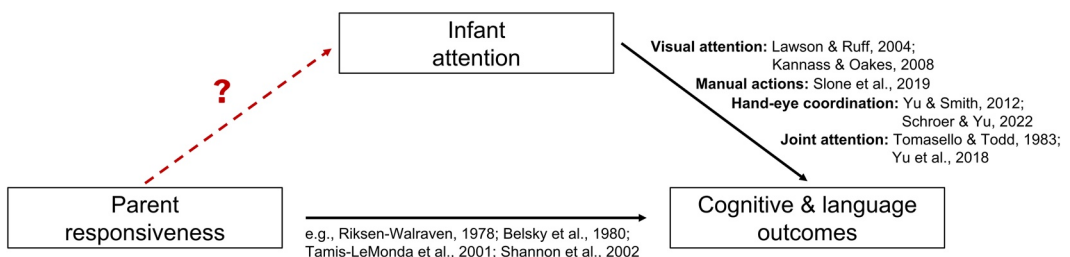 Infant
attention
Visual attention: Lawson & Ruff, 2004;
Kannass & Oakes, 2008
Manual actions: Slone et al., 2019
Hand-eye coordination: Yu & Smith, 2012;
Schroer & Yu, 2022
Joint attention: Tomasello & Todd, 1983;
Yu et al., 2018
?
Parent
responsiveness
e.g., Riksen-Walraven, 1978; Belsky et al., 1980;
Tamis-LeMonda et al., 2001; Shannon et al., 2002
Cognitive & language
outcomes